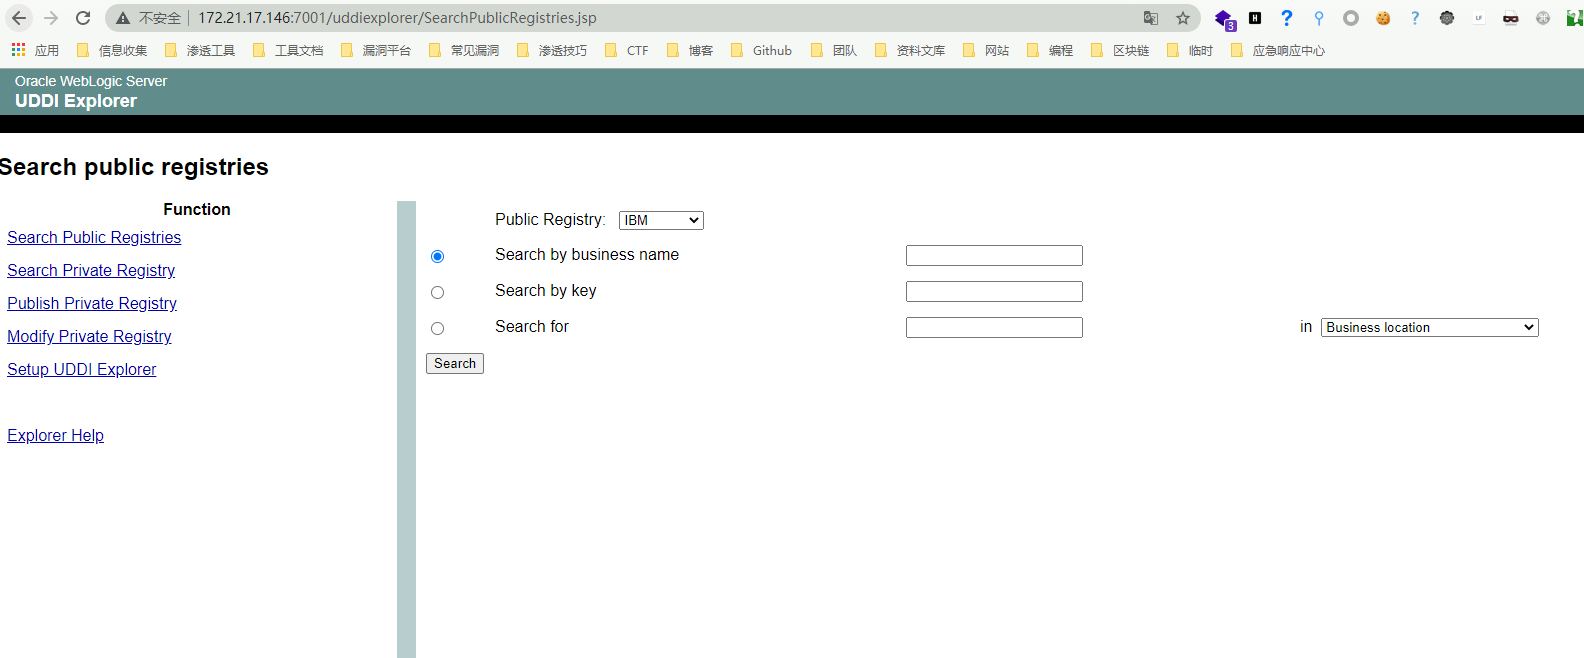 不安全 172.21.17.146:7001/uddiexplorer/SearchPublicRegistries.jsp
3 H ? ? LF
应用 信息收集 渗透工具 工具文档 漏洞平台 常见漏洞 渗透技巧 CTF 博客 Github 团队 资料文库 网站 编程 区块链 临时 应急响应中心
Oracle WebLogic Server
UDDI Explorer
Search public registries
Function
Search Public Registries
Search Private Registry
Publish Private Registry
Modify Private Registry
Setup UDDI Explorer
Explorer Help
Public Registry: IBM
Search by business name
Search by key
Search for in Business location
Search